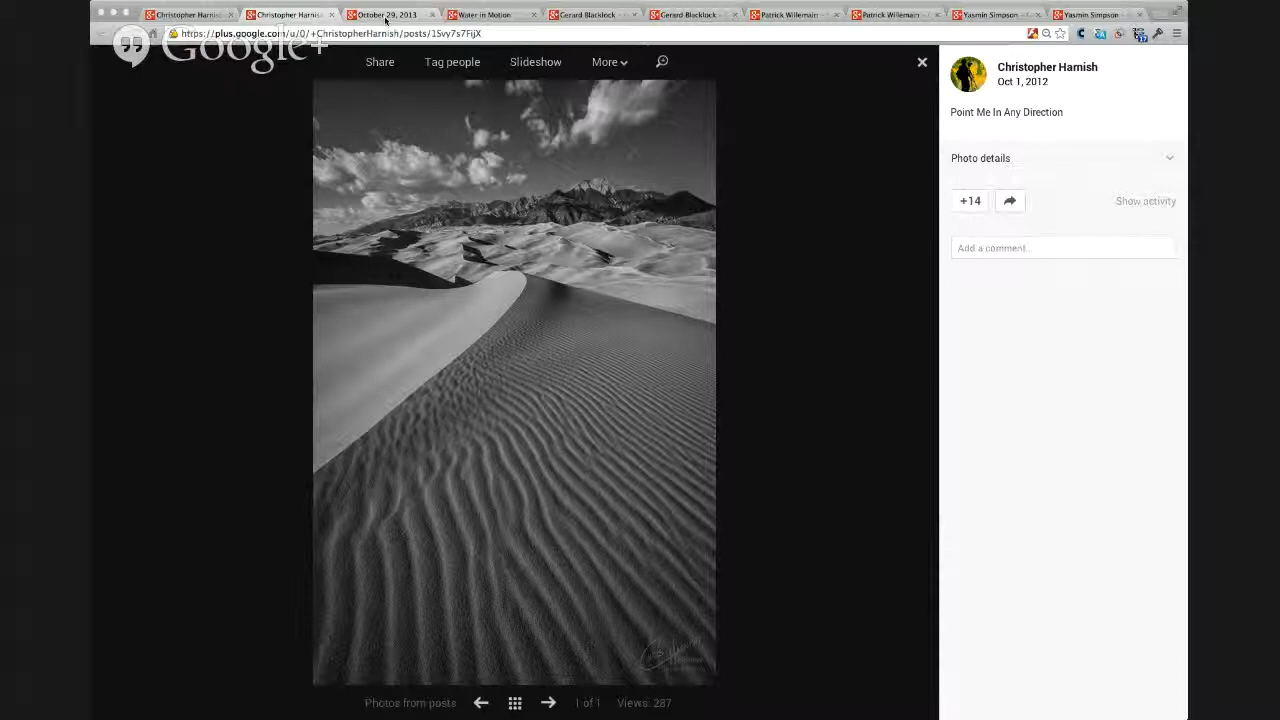 Christopher Harnis
Christopher Harnis
October 29, 2013
Water in Motion
Gerard Blacklock -
Gerard Blacklock -
Patrick Willemain -
Patrick Willemain -
Yasmin Simpson -
Yasmin Simpson -
https://plus.google.com/u/0/+ChristopherHarnish/posts/1Svy7s7FijX
Google+
Share
Tag people
Slideshow
More
Christopher Harnish
Oct 1, 2012
Point Me In Any Direction
Photo details
+14
Show activity
Add a comment...
Photos from posts
1 of 1
Views: 287